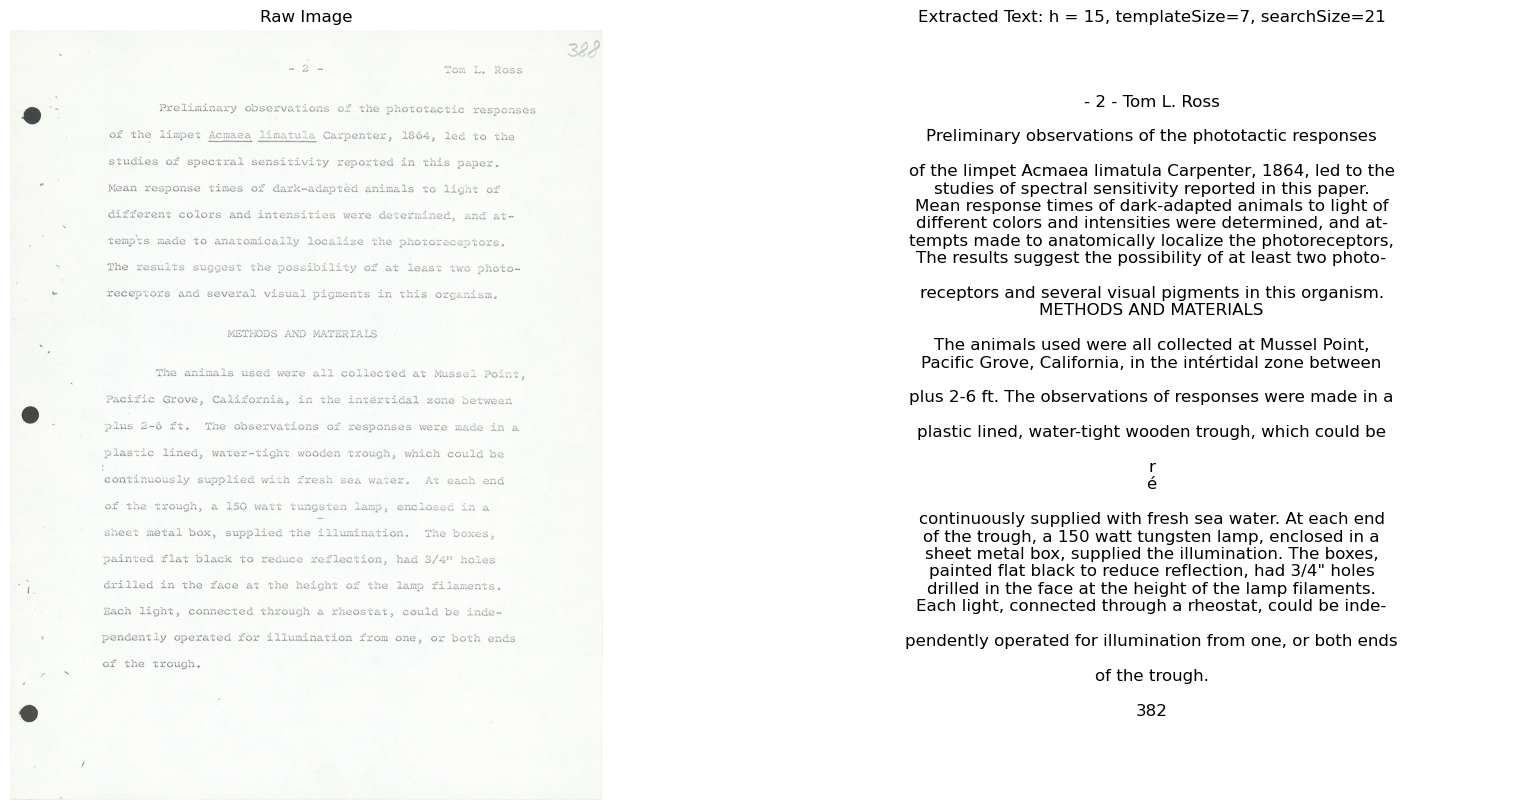 Raw Image
388
- 2 - Tom L. Ross
Preliminary observations of the phototactic responses
of the limpet Acmaea limatula Carpenter, 1864, led to the
studies of spectral sensitivity reported in this paper.
Mean response times of dark-adapted animals to light of
different colors and intensities were determined, and at-
tempts made to anatomically localize the photoreceptors.
The results suggest the possibility of at least two photo-
receptors and several visual pigments in this organism.
METHODS AND MATERIALS
The animals used were all collected at Mussel Point,
Pacific Grove, California, in the intertidal zone between
plus 2-6 ft. The observations of responses were made in a
plastic lined, water-tight wooden trough, which could be
continuously supplied with fresh sea water. At each end
of the trough, a 150 watt tungsten lamp, enclosed in a
sheet metal box, supplied the illumination. The boxes,
painted flat black to reduce reflection, had 3/4" holes
drilled in the face at the height of the lamp filaments.
Each light, connected through a rheostat, could be inde-
pendently operated for illumination from one, or both ends
of the trough.
Extracted Text: h = 15, templateSize=7, searchSize=21
- 2 - Tom L. Ross
Preliminary observations of the phototactic responses
of the limpet Acmaea limatula Carpenter, 1864, led to the
studies of spectral sensitivity reported in this paper.
Mean response times of dark-adapted animals to light of
different colors and intensities were determined, and at-
tempts made to anatomically localize the photoreceptors,
The results suggest the possibility of at least two photo-
receptors and several visual pigments in this organism.
METHODS AND MATERIALS
The animals used were all collected at Mussel Point,
Pacific Grove, California, in the intértidal zone between
plus 2-6 ft. The observations of responses were made in a
plastic lined, water-tight wooden trough, which could be
r
é
continuously supplied with fresh sea water. At each end
of the trough, a 150 watt tungsten lamp, enclosed in a
sheet metal box, supplied the illumination. The boxes,
painted flat black to reduce reflection, had 3/4" holes
drilled in the face at the height of the lamp filaments.
Each light, connected through a rheostat, could be inde-
pendently operated for illumination from one, or both ends
of the trough.
382